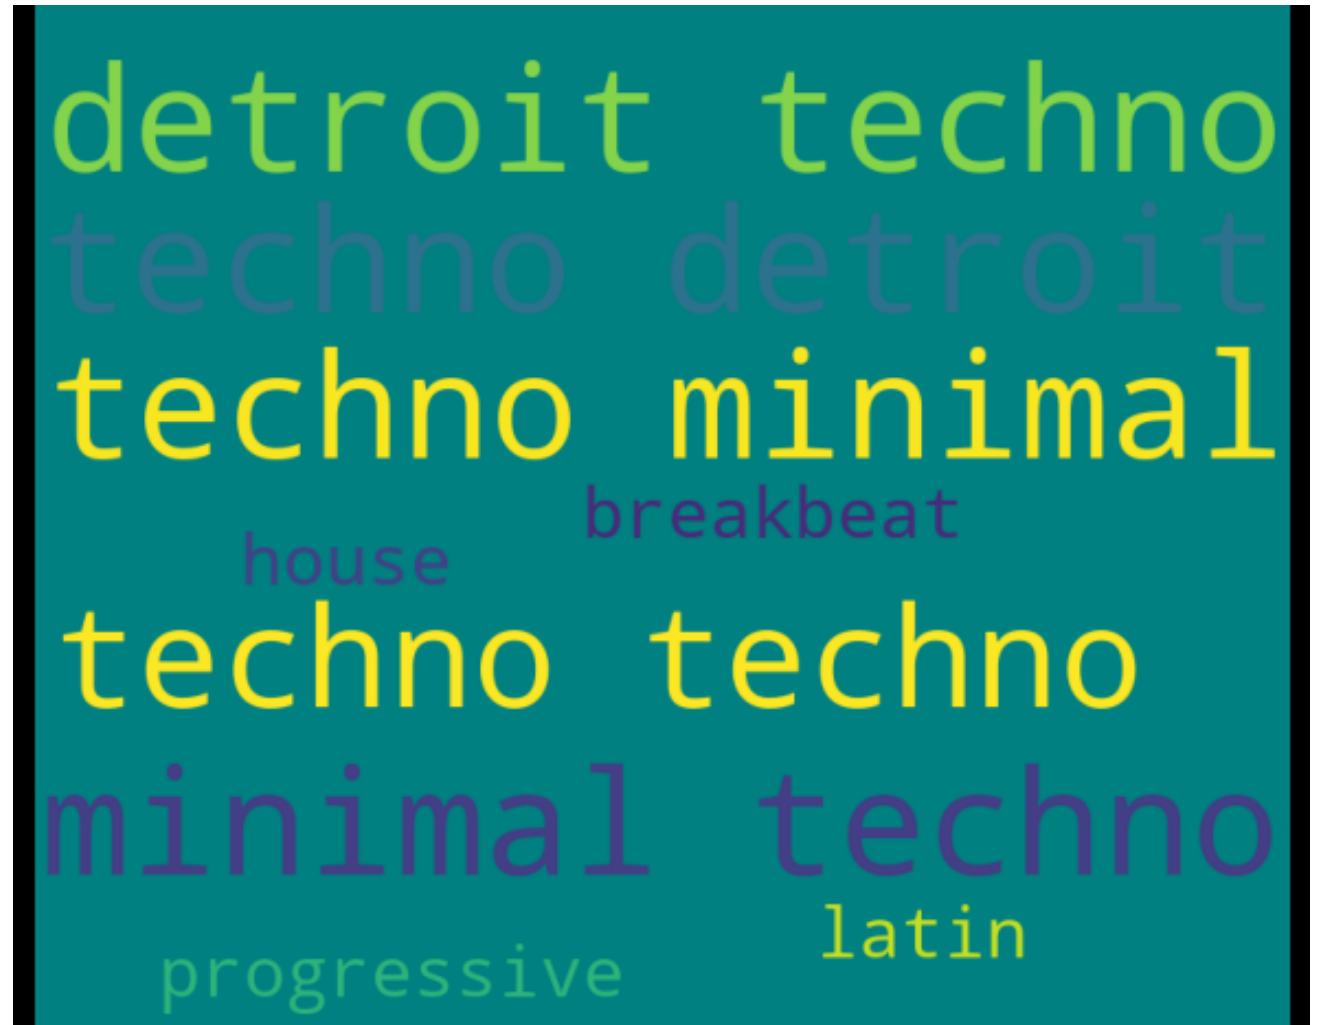 detroit techno
techno detroit
techno minimal
breakbeat
house
techno techno
minimal techno
latin
progressive